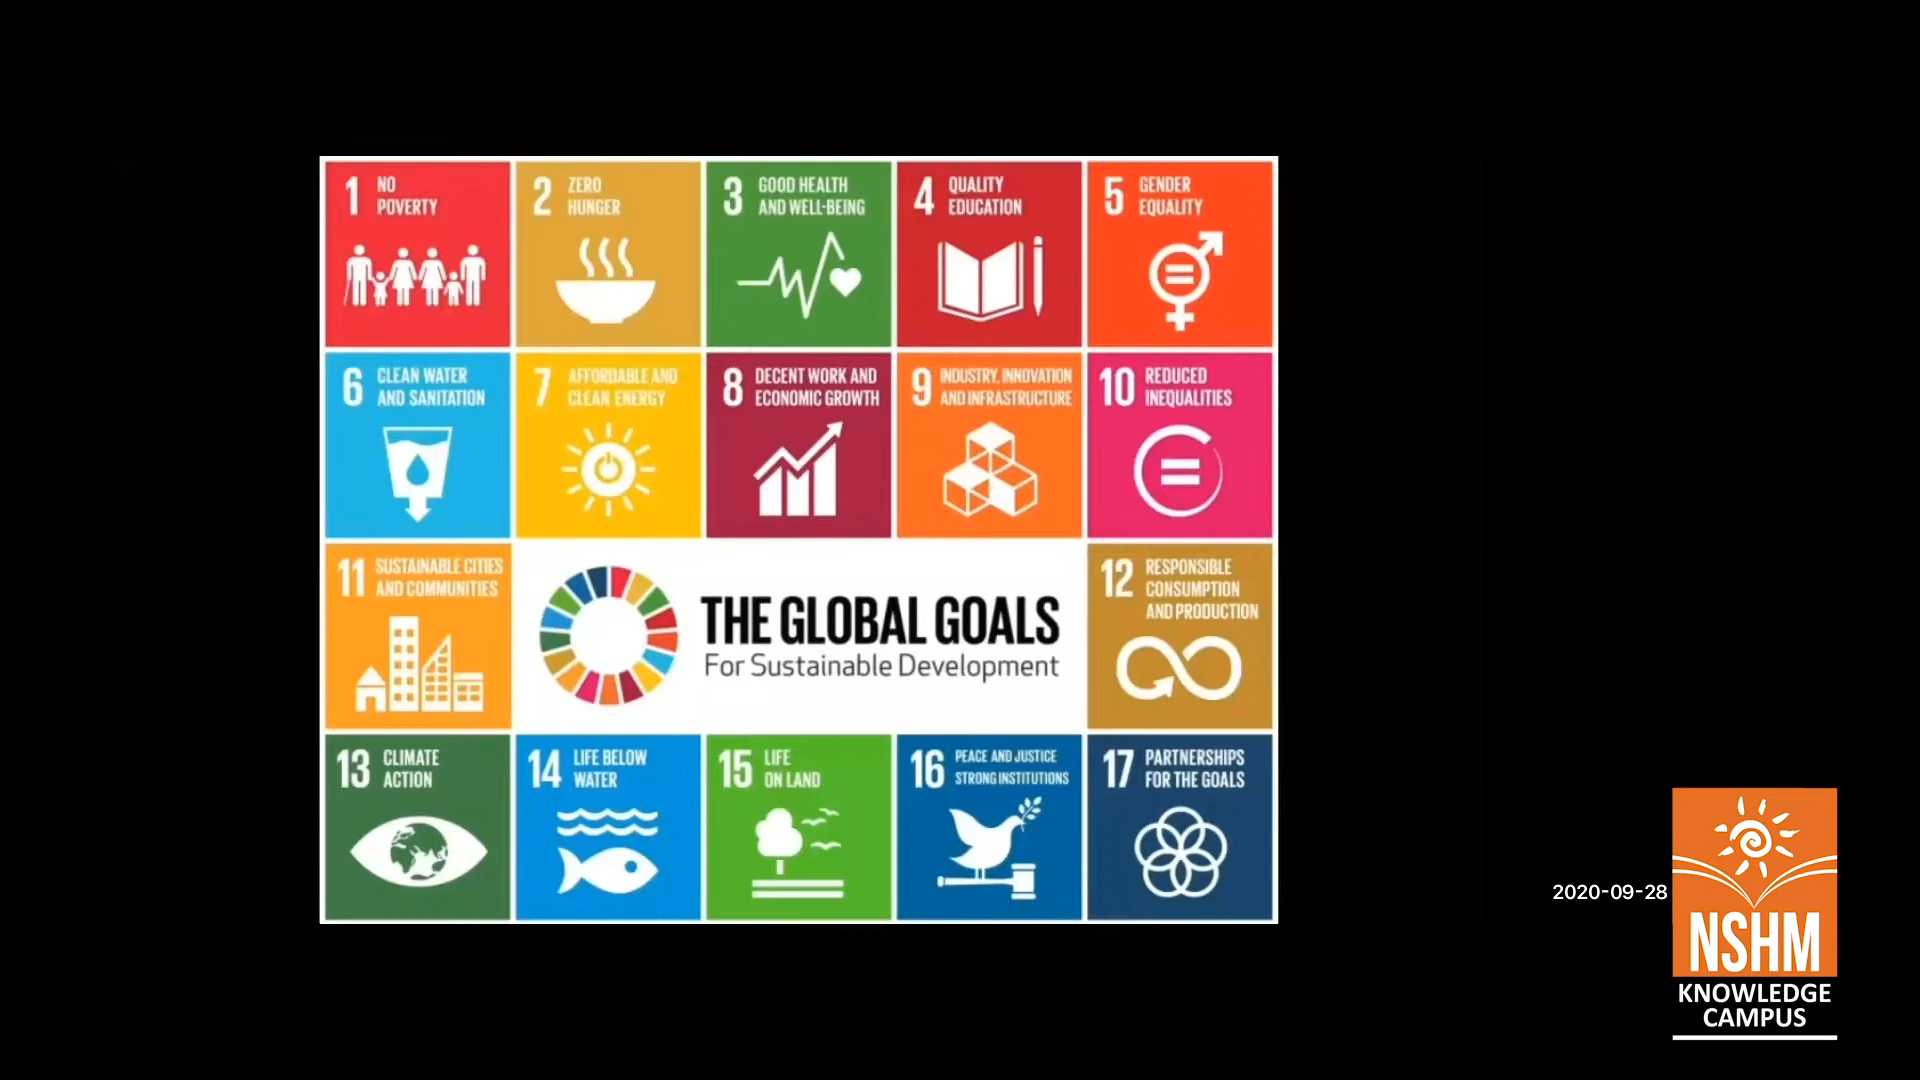 1 NO
POVERTY
2 ZERO
HUNGER
3 GOOD HEALTH
AND WELL-BEING
4 QUALITY
EDUCATION
5 GENDER
EQUALITY
6 CLEAN WATER
AND SANITATION
7 AFFORDABLE AND
CLEAN ENERGY
8 DECENT WORK AND
ECONOMIC GROWTH
9 INDUSTRY, INNOVATION
AND INFRASTRUCTURE
10 REDUCED
INEQUALITIES
11 SUSTAINABLE CITIES
AND COMMUNITIES
THE GLOBAL GOALS
For Sustainable Development
12 RESPONSIBLE
CONSUMPTION
AND PRODUCTION
13 CLIMATE
ACTION
14 LIFE BELOW
WATER
15 LIFE
ON LAND
16 PEACE AND JUSTICE
STRONG INSTITUTIONS
17 PARTNERSHIPS
FOR THE GOALS
2020-09-28
NSHM
KNOWLEDGE
CAMPUS